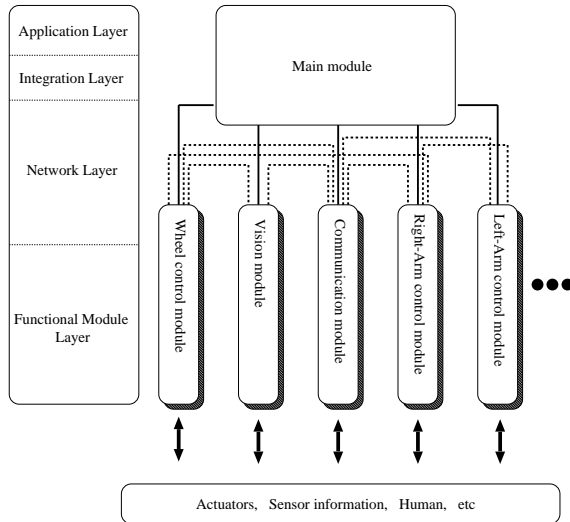 Application Layer
Integration Layer
Network Layer
Functional Module
Layer
Main module
Wheel control module
Vision module
Communication module
Right-Arm control module
Left-Arm control module
Actuators, Sensor information, Human, etc